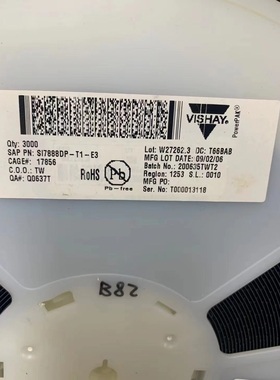 VISHAY
PowerPAK®
Qty: 3000
SAP PN: SI7888DP-T1-E3
CAGE#: 17856
C.O.O: TW
QA#: Q0637T
RoHS
Pb
Pb-free
Lot: W27262.3 DC: T66BAB
MFG LOT DATE: 09/02/06
Batch No.: 200635TWT2
Region: 1253 S.L.: 0010
MFG PO:
Ser. No: T000013118
B82